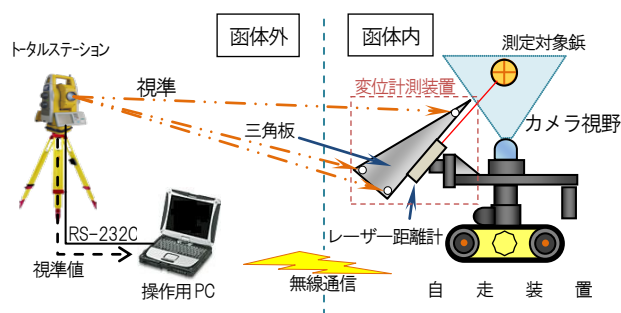 函体外
函体内
トータルステーション
測定対象鋲
視準
変位計測装置
三角板
カメラ視野
RS-232C
レーザー距離計
視準値
操作用PC
無線通信
自走装置